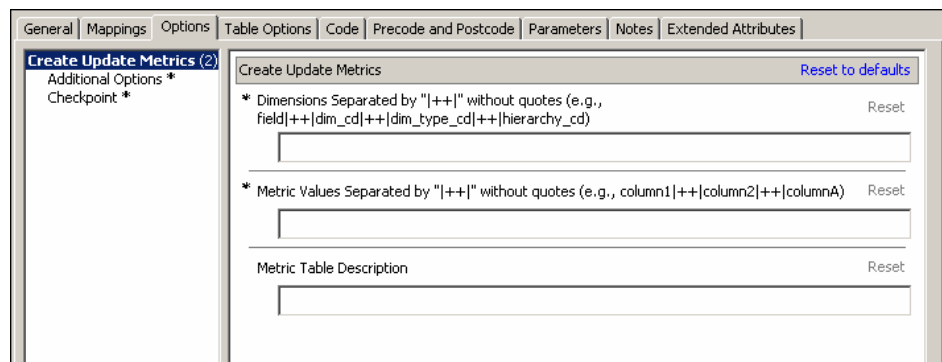 General Mappings Options Table Options Code Precode and Postcode Parameters Notes Extended Attributes
Create Update Metrics (2)
Additional Options *
Checkpoint *
Create Update Metrics Reset to defaults
* Dimensions Separated by "|++|" without quotes (e.g., Reset
field|++|dim_cd|++|dim_type_cd|++|hierarchy_cd)
* Metric Values Separated by "|++|" without quotes (e.g., column1|++|column2|++|columnA) Reset
Metric Table Description Reset